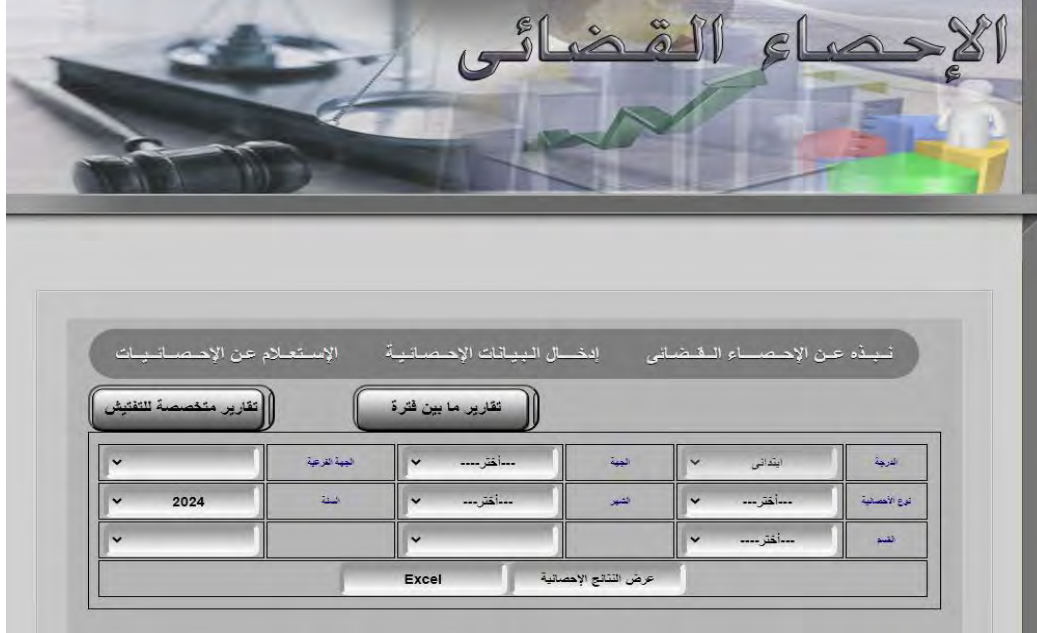 الإحصاء القضائى
نبذه عن الإحصاء القضائى إدخال البيانات الإحصائية الإستعلام عن الإحصائيات
تقارير ما بين فترة تقارير متخصصة للتفتيش
الدرجة ابتدائى الجهة ---أختر---- الجهة الفرعية
نوع الأحصائية ---أختر--- الشهر ---أختر--- السنة 2024
القسم ---أختر----
عرض النتائج الإحصائية Excel